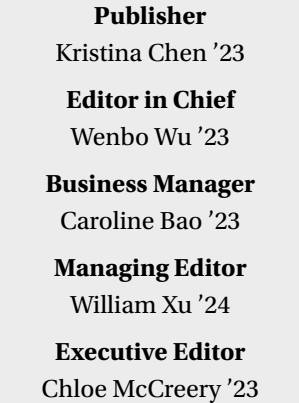 Publisher
Kristina Chen ’23
Editor in Chief
Wenbo Wu ’23
Business Manager
Caroline Bao ’23
Managing Editor
William Xu ’24
Executive Editor
Chloe McCreery ’23